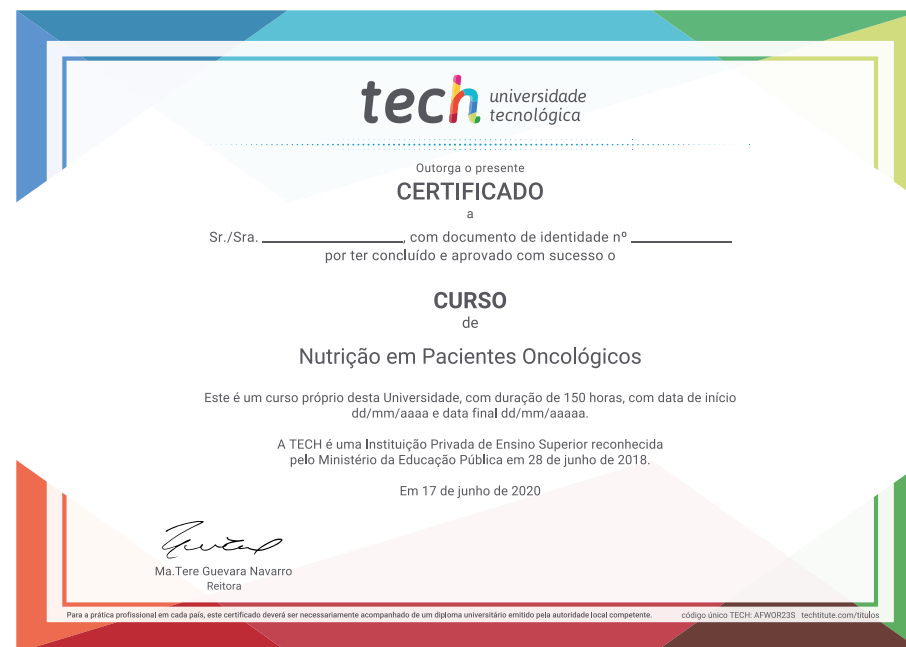 tech universidade
tecnológica
Outorga o presente
CERTIFICADO
a
Sr./Sra. ____________________, com documento de identidade nº ______________
por ter concluído e aprovado com sucesso o
CURSO
de
Nutrição em Pacientes Oncológicos
Este é um curso próprio desta Universidade, com duração de 150 horas, com data de início
dd/mm/aaaa e data final dd/mm/aaaaa.
A TECH é uma Instituição Privada de Ensino Superior reconhecida
pelo Ministério da Educação Pública em 28 de junho de 2018.
Em 17 de junho de 2020
Ma.Tere Guevara Navarro
Reitora
Para a prática profissional em cada país, este certificado deverá ser necessariamente acompanhado de um diploma universitário emitido pela autoridade local competente. código único TECH: AFWOR23S techtitute.com/titulos